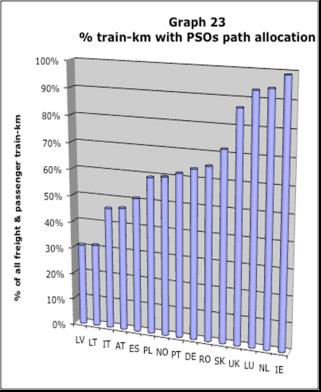 Graph 23
% train-km with PSOs path allocation
% of all freight & passenger train-km
100%
90%
80%
70%
60%
50%
40%
30%
20%
10%
0%
LV LT IT AT ES PL NO PT DE RO SK UK LU NL IE